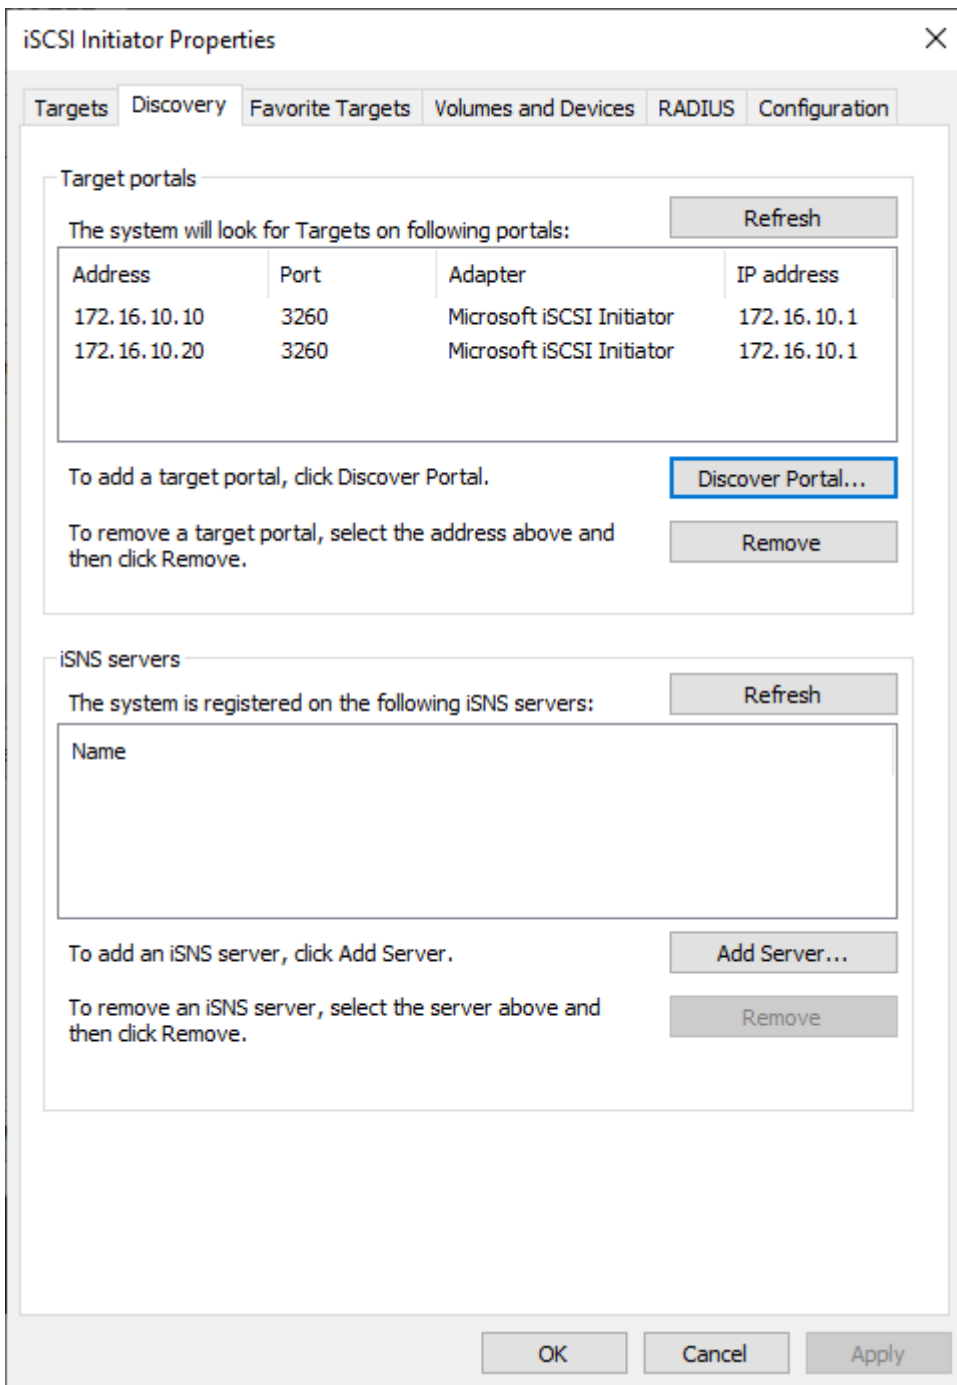 iSCSI Initiator Properties
Targets Discovery Favorite Targets Volumes and Devices RADIUS Configuration
Target portals
The system will look for Targets on following portals:
Refresh
Address Port Adapter IP address
172.16.10.10 3260 Microsoft iSCSI Initiator 172.16.10.1
172.16.10.20 3260 Microsoft iSCSI Initiator 172.16.10.1
To add a target portal, click Discover Portal.
Discover Portal...
To remove a target portal, select the address above and
then click Remove.
Remove
iSNS servers
The system is registered on the following iSNS servers:
Refresh
Name
To add an iSNS server, click Add Server.
Add Server...
To remove an iSNS server, select the server above and
then click Remove.
Remove
OK Cancel Apply